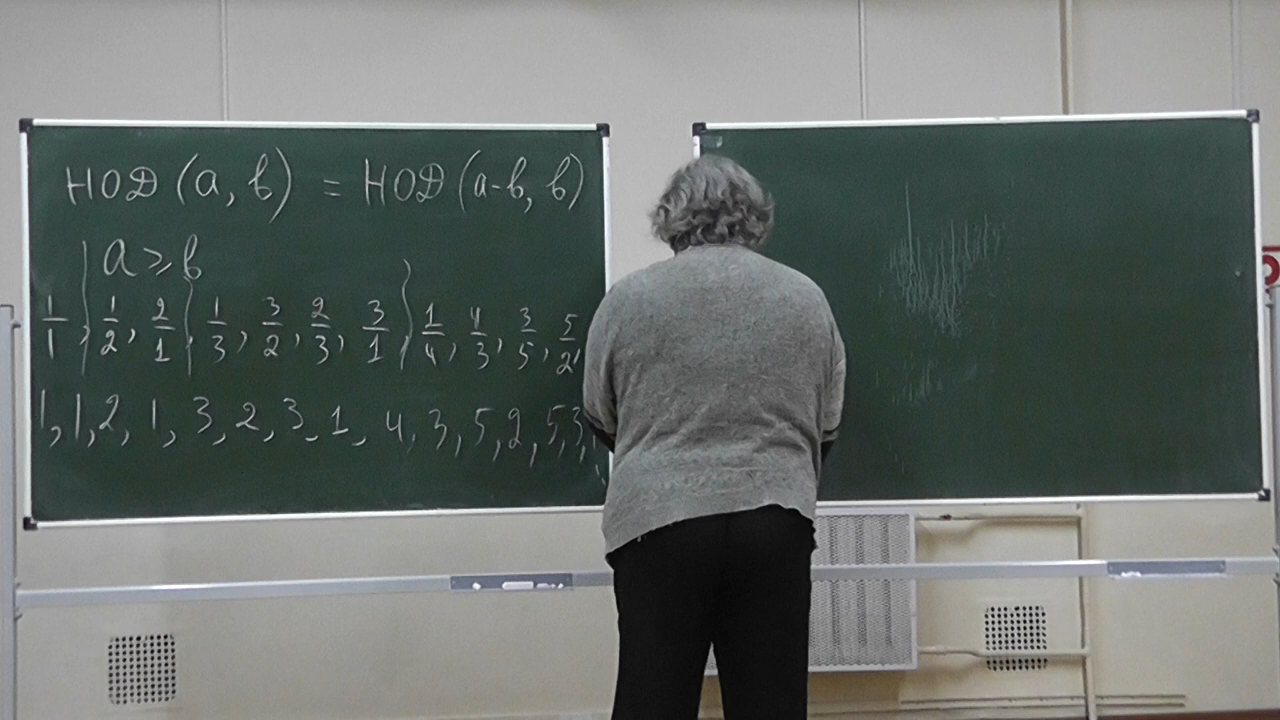 НОД (a, b) = НОД (a-b, b)
a ⩾ b
1/1, 1/2, 2/1, 1/3, 3/2, 2/3, 3/1, 1/4, 4/3, 3/5, 5/2,
1, 1, 2, 1, 3, 2, 3, 1, 4, 3, 5, 2, 5, 3,